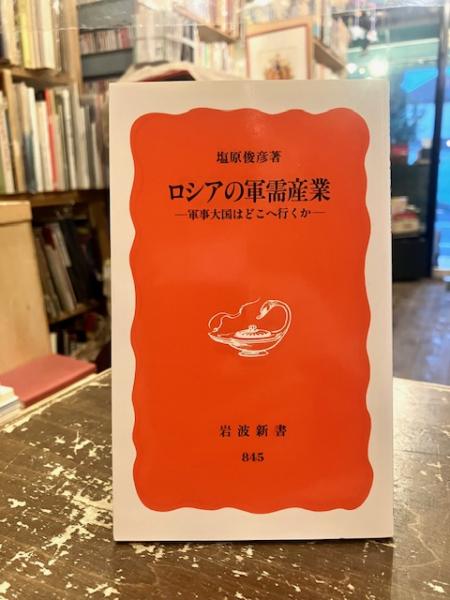 塩原俊彦著
ロシアの軍需産業
―軍事大国はどこへ行くか―
岩波新書
845